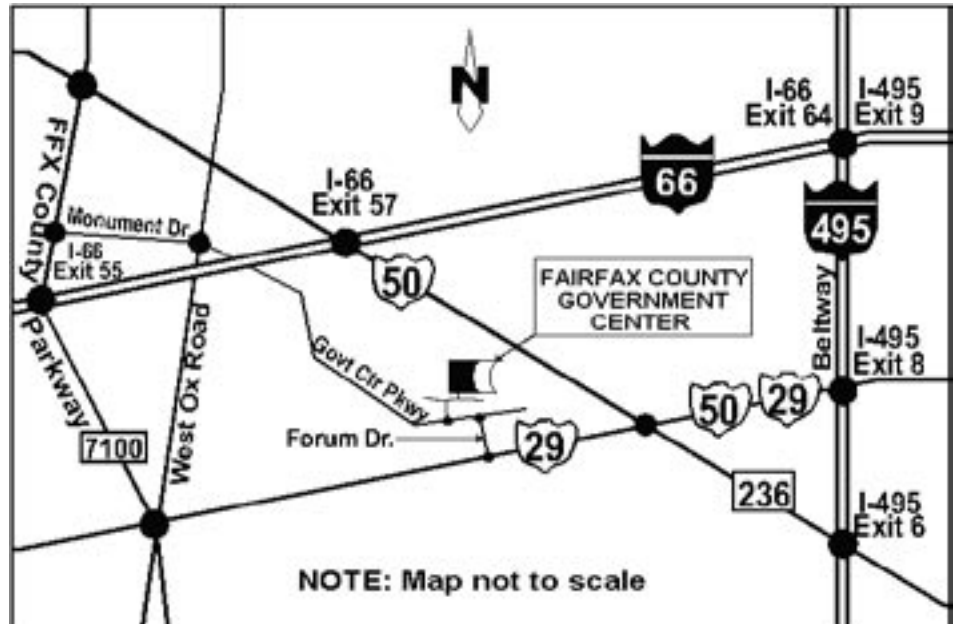 N
I-66
Exit 64
I-495
Exit 9
66
495
FFX County
Parkway
Monument Dr
I-66
Exit 55
I-66
Exit 57
50
FAIRFAX COUNTY
GOVERNMENT
CENTER
Beltway
I-495
Exit 8
West Ox Road
Govt Ctr Pkwy
Forum Dr.
29
50
29
7100
236
I-495
Exit 6
NOTE: Map not to scale